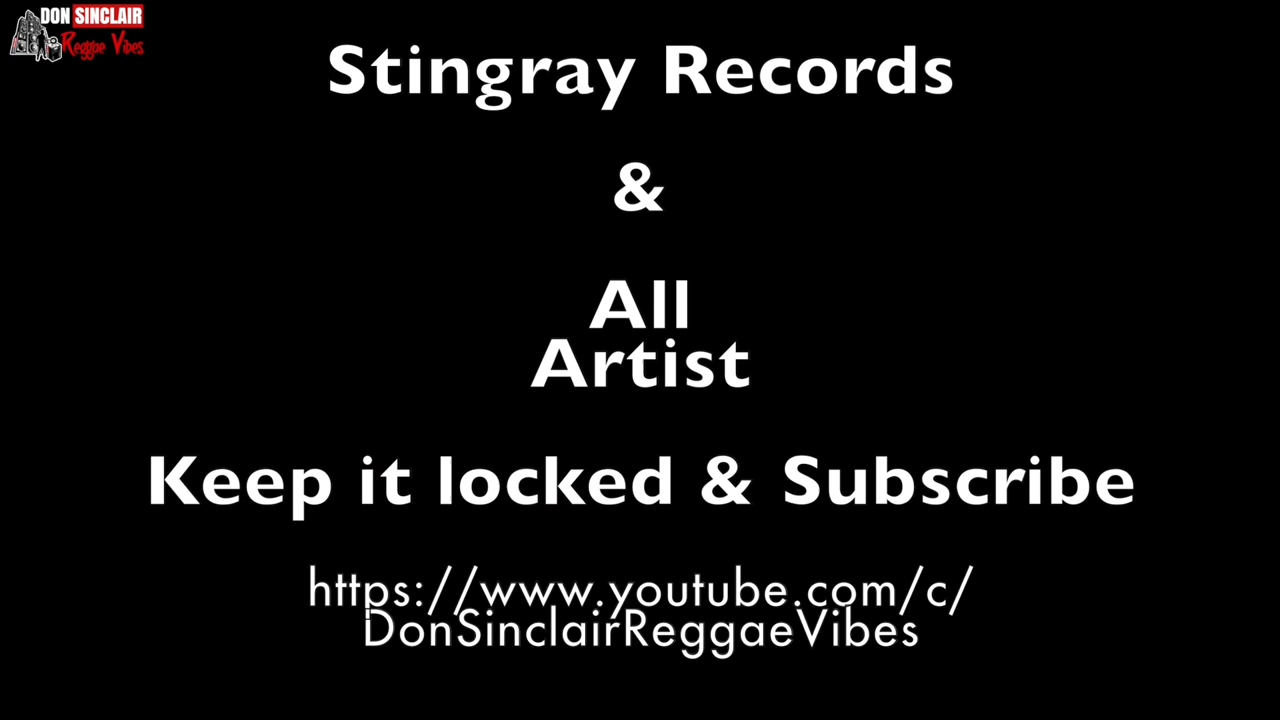 DON SINCLAIR
Reggae Vibes
Stingray Records
&
All
Artist
Keep it locked & Subscribe
https://www.youtube.com/c/
DonSinclairReggaeVibes